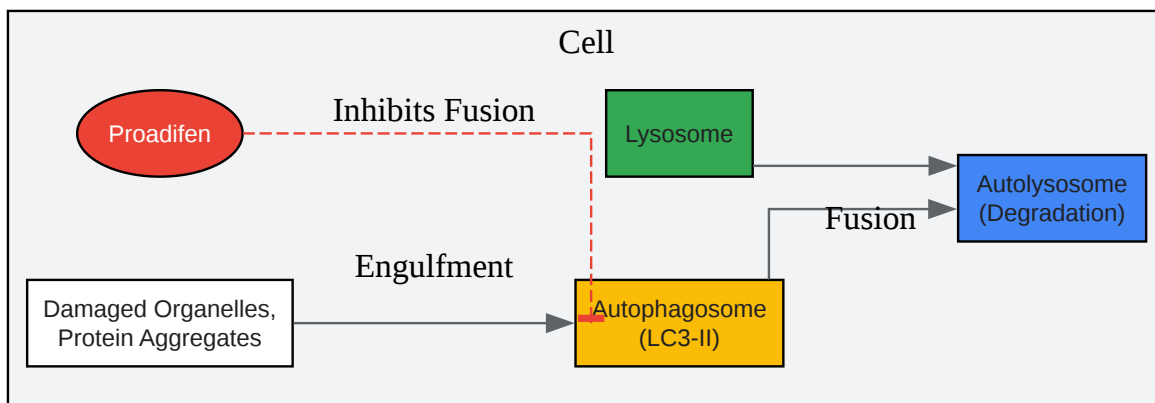 Cell
Proadifen
Inhibits Fusion
Lysosome
Autolysosome
(Degradation)
Fusion
Engulfment
Damaged Organelles,
Protein Aggregates
Autophagosome
(LC3-II)